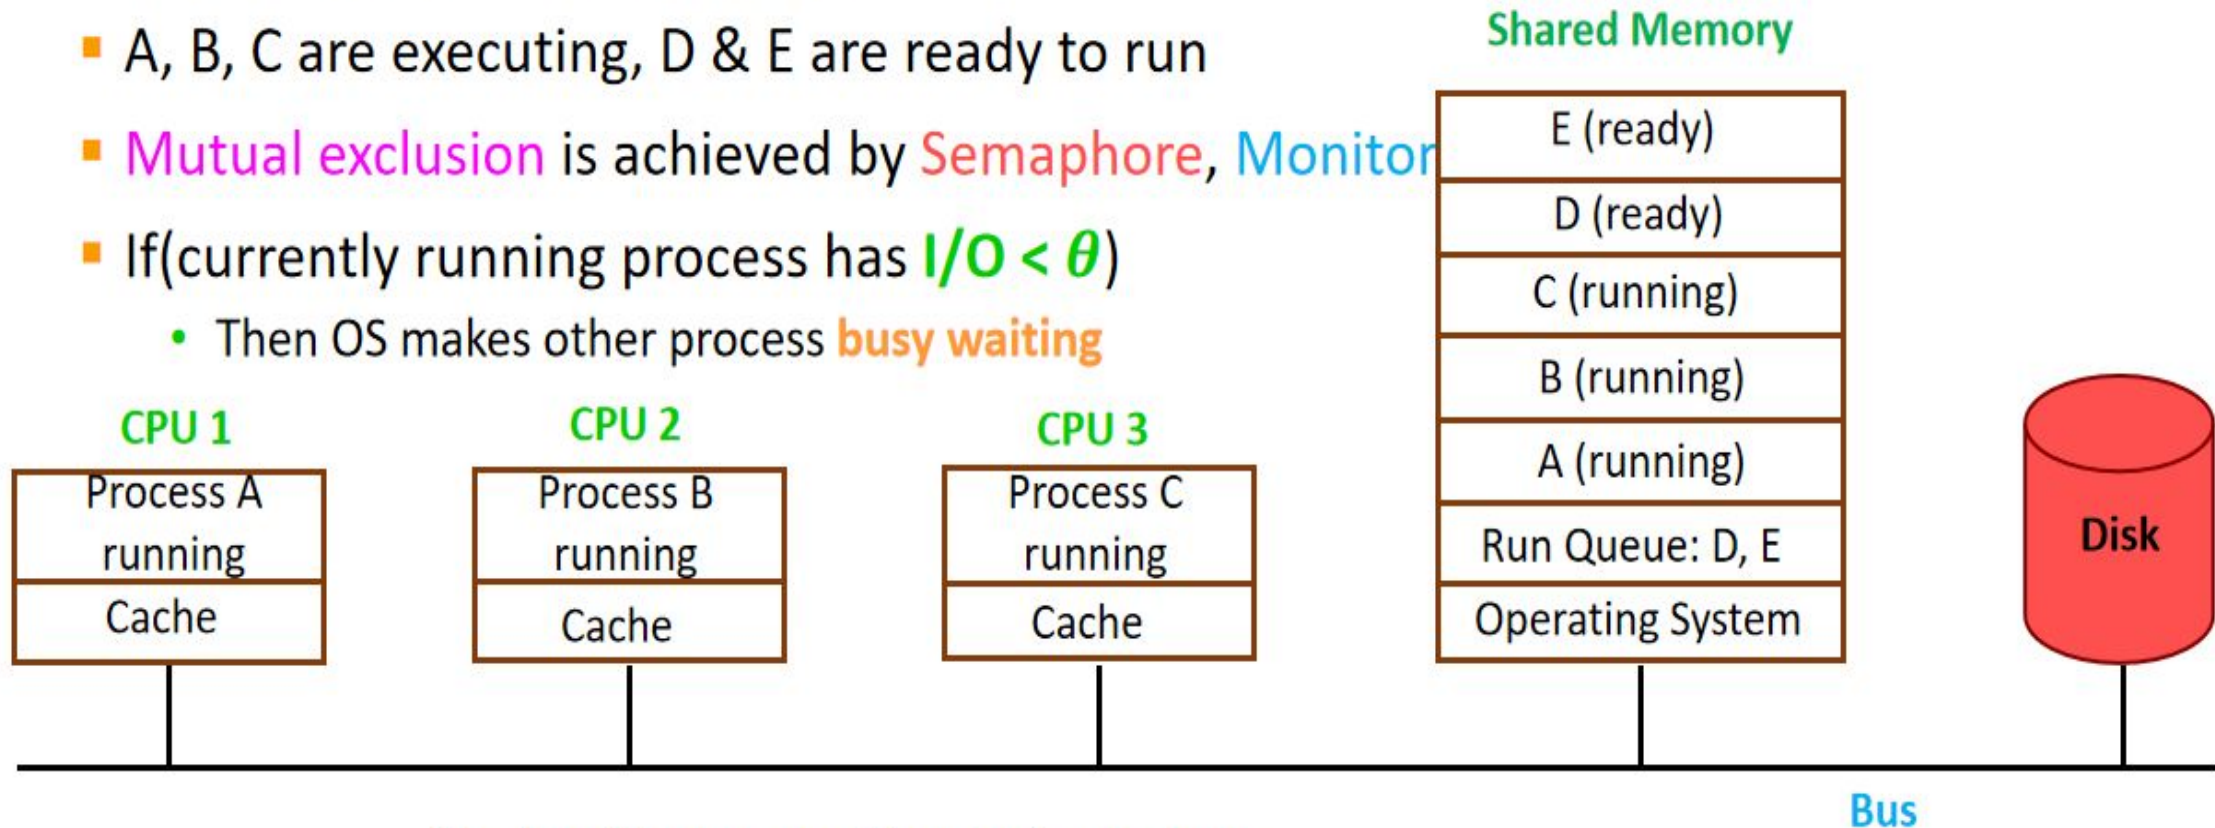 ▪ A, B, C are executing, D & E are ready to run
▪ Mutual exclusion is achieved by Semaphore, Monitor
▪ If(currently running process has I/O < θ)
• Then OS makes other process busy waiting
CPU 1
Process A
running
Cache
CPU 2
Process B
running
Cache
CPU 3
Process C
running
Cache
Shared Memory
E (ready)
D (ready)
C (running)
B (running)
A (running)
Run Queue: D, E
Operating System
Disk
Bus